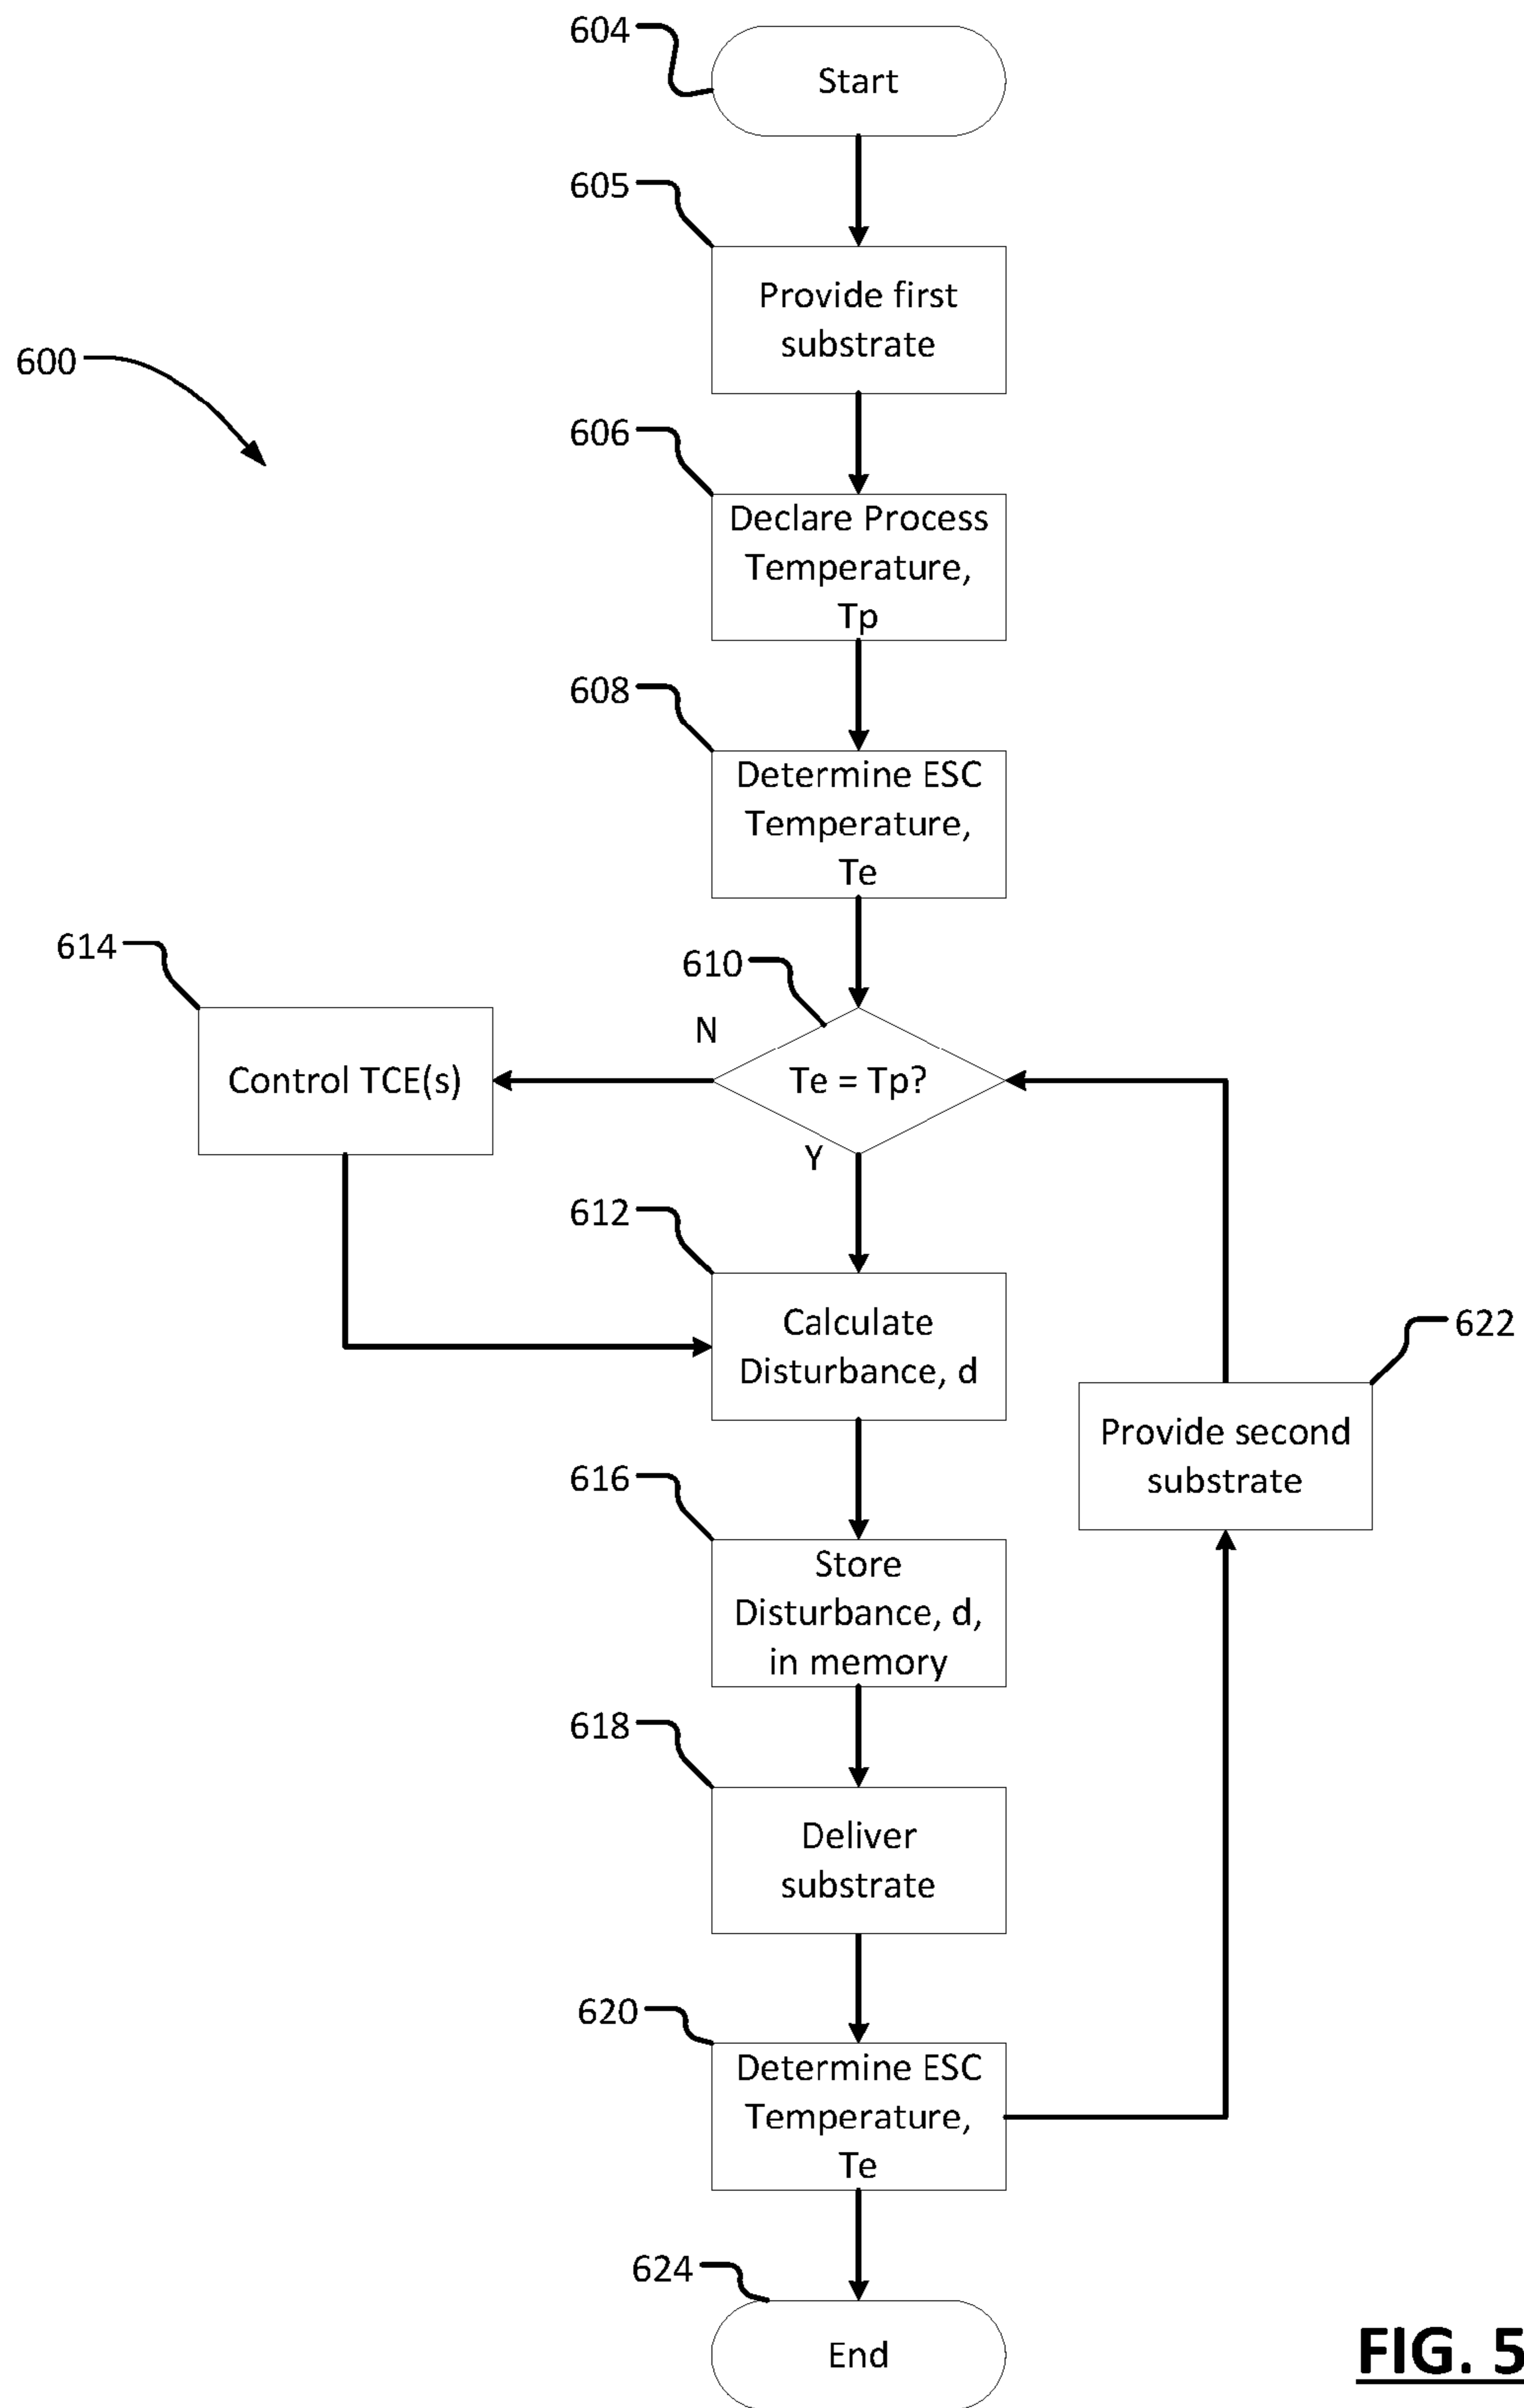 604
Start
605
Provide first
substrate
600
606
Declare Process
Temperature,
Tp
608
Determine ESC
Temperature,
Te
614
610
N
Control TCE(s)
Te = Tp?
Y
612
Calculate
Disturbance, d
622
Provide second
substrate
616
Store
Disturbance, d,
in memory
618
Deliver
substrate
620
Determine ESC
Temperature,
Te
624
End
FIG. 5